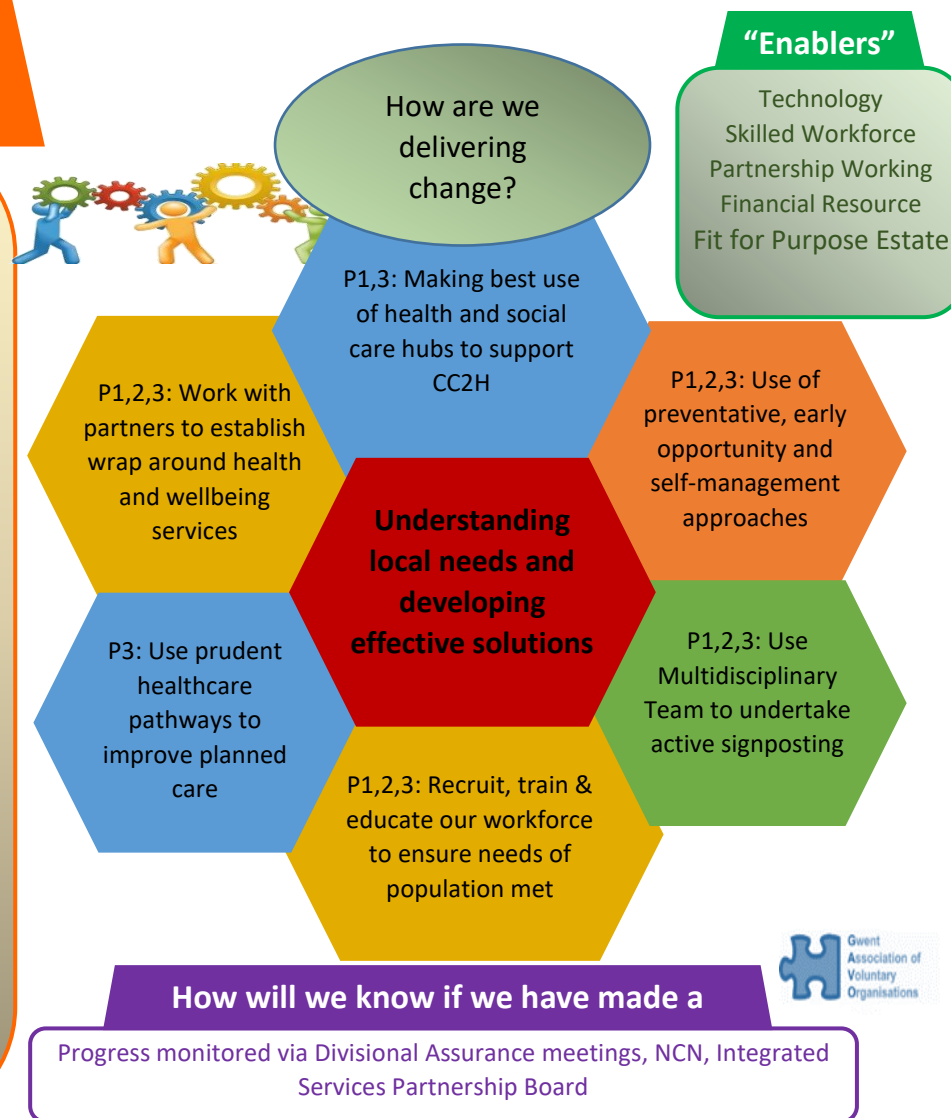 "Enablers"
Technology
Skilled Workforce
Partnership Working
Financial Resource
Fit for Purpose Estate
How are we
delivering
change?
P1,3: Making best use
of health and social
care hubs to support
CC2H
P1,2,3: Work with
partners to establish
wrap around health
and wellbeing
services
P1,2,3: Use of
preventative, early
opportunity and
self-management
approaches
Understanding
local needs and
developing
effective solutions
P3: Use prudent
healthcare
pathways to
improve planned
care
P1,2,3: Use
Multidisciplinary
Team to undertake
active signposting
P1,2,3: Recruit, train &
educate our workforce
to ensure needs of
population met
Gwent
Association of
Voluntary
Organisations
How will we know if we have made a
Progress monitored via Divisional Assurance meetings, NCN, Integrated
Services Partnership Board